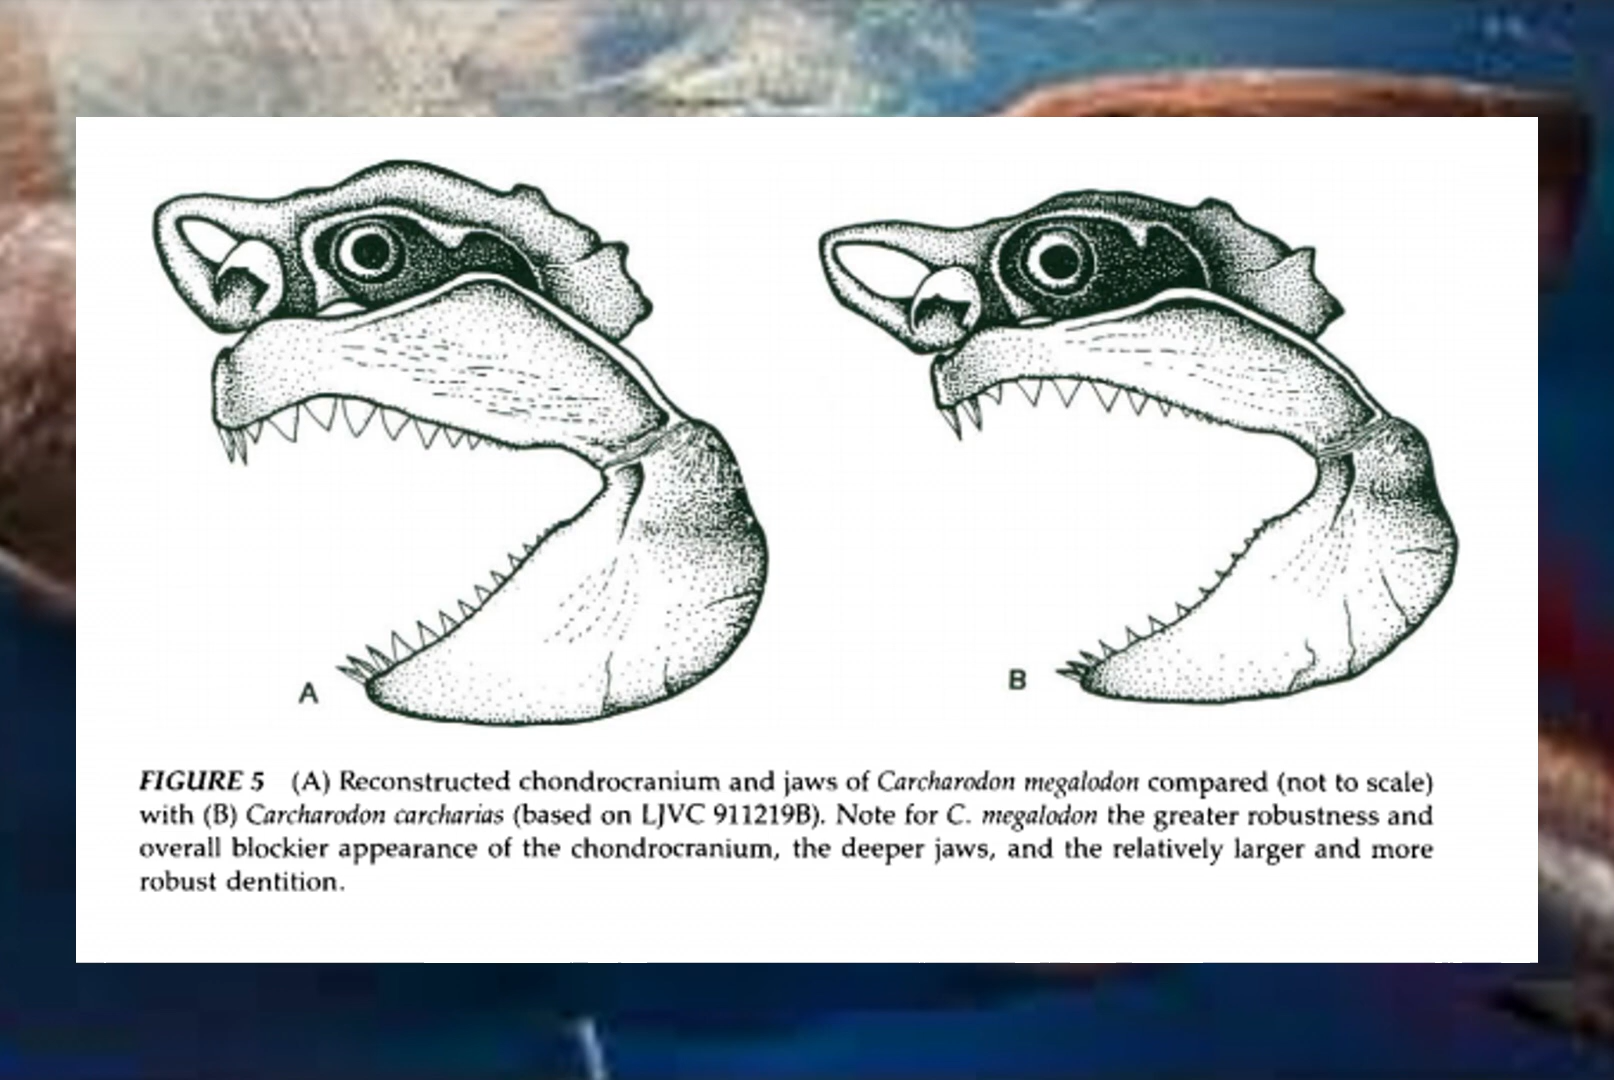 A
B
FIGURE 5 (A) Reconstructed chondrocranium and jaws of Carcharodon megalodon compared (not to scale)
with (B) Carcharodon carcharias (based on LJVC 911219B). Note for C. megalodon the greater robustness and
overall blockier appearance of the chondrocranium, the deeper jaws, and the relatively larger and more
robust dentition.